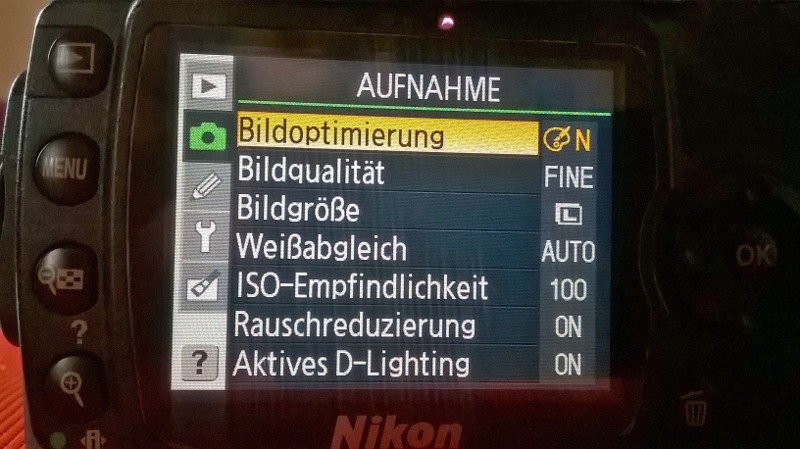 AUFNAHME
Bildoptimierung N
Bildqualität FINE
Bildgröße L
Weißabgleich AUTO
ISO-Empfindlichkeit 100
Rauschreduzierung ON
Aktives D-Lighting ON
?
MENU
?
OK
Nikon